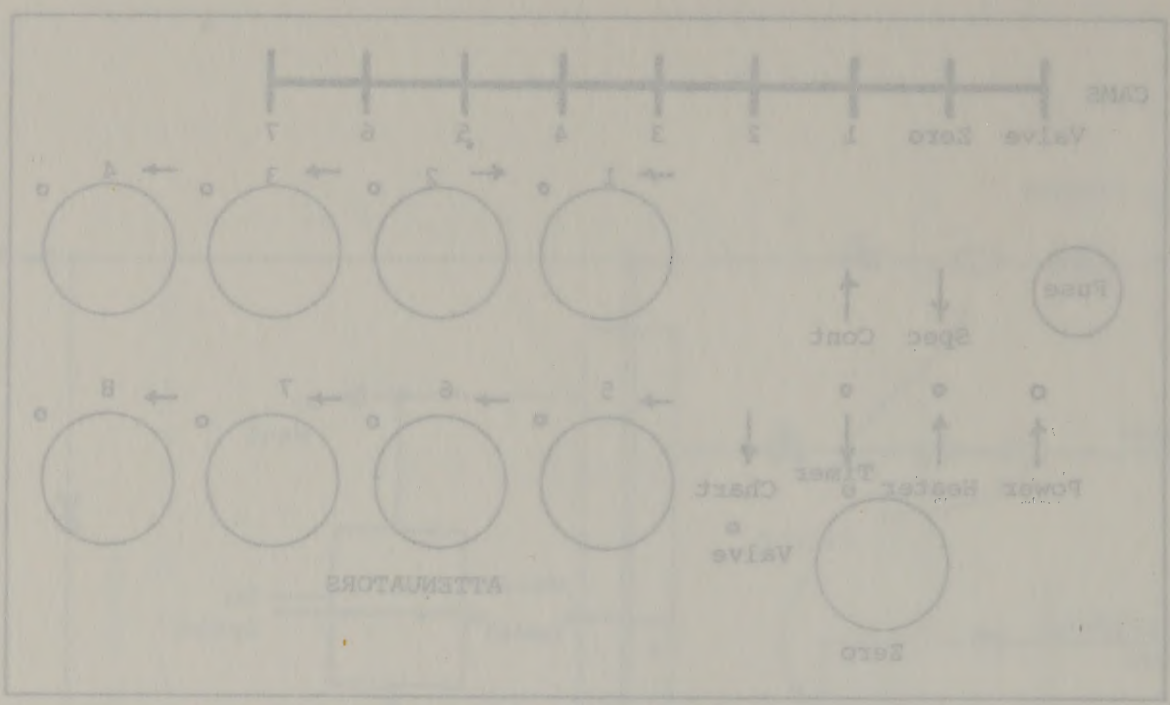 CAMS
Valve Zero 1 2 3 4 5 6 7
1 2 3 4
Fuse
Spec Cont
5 6 7 8
Power Heater Timer Chart
Valve
ATTENUATORS
Zero